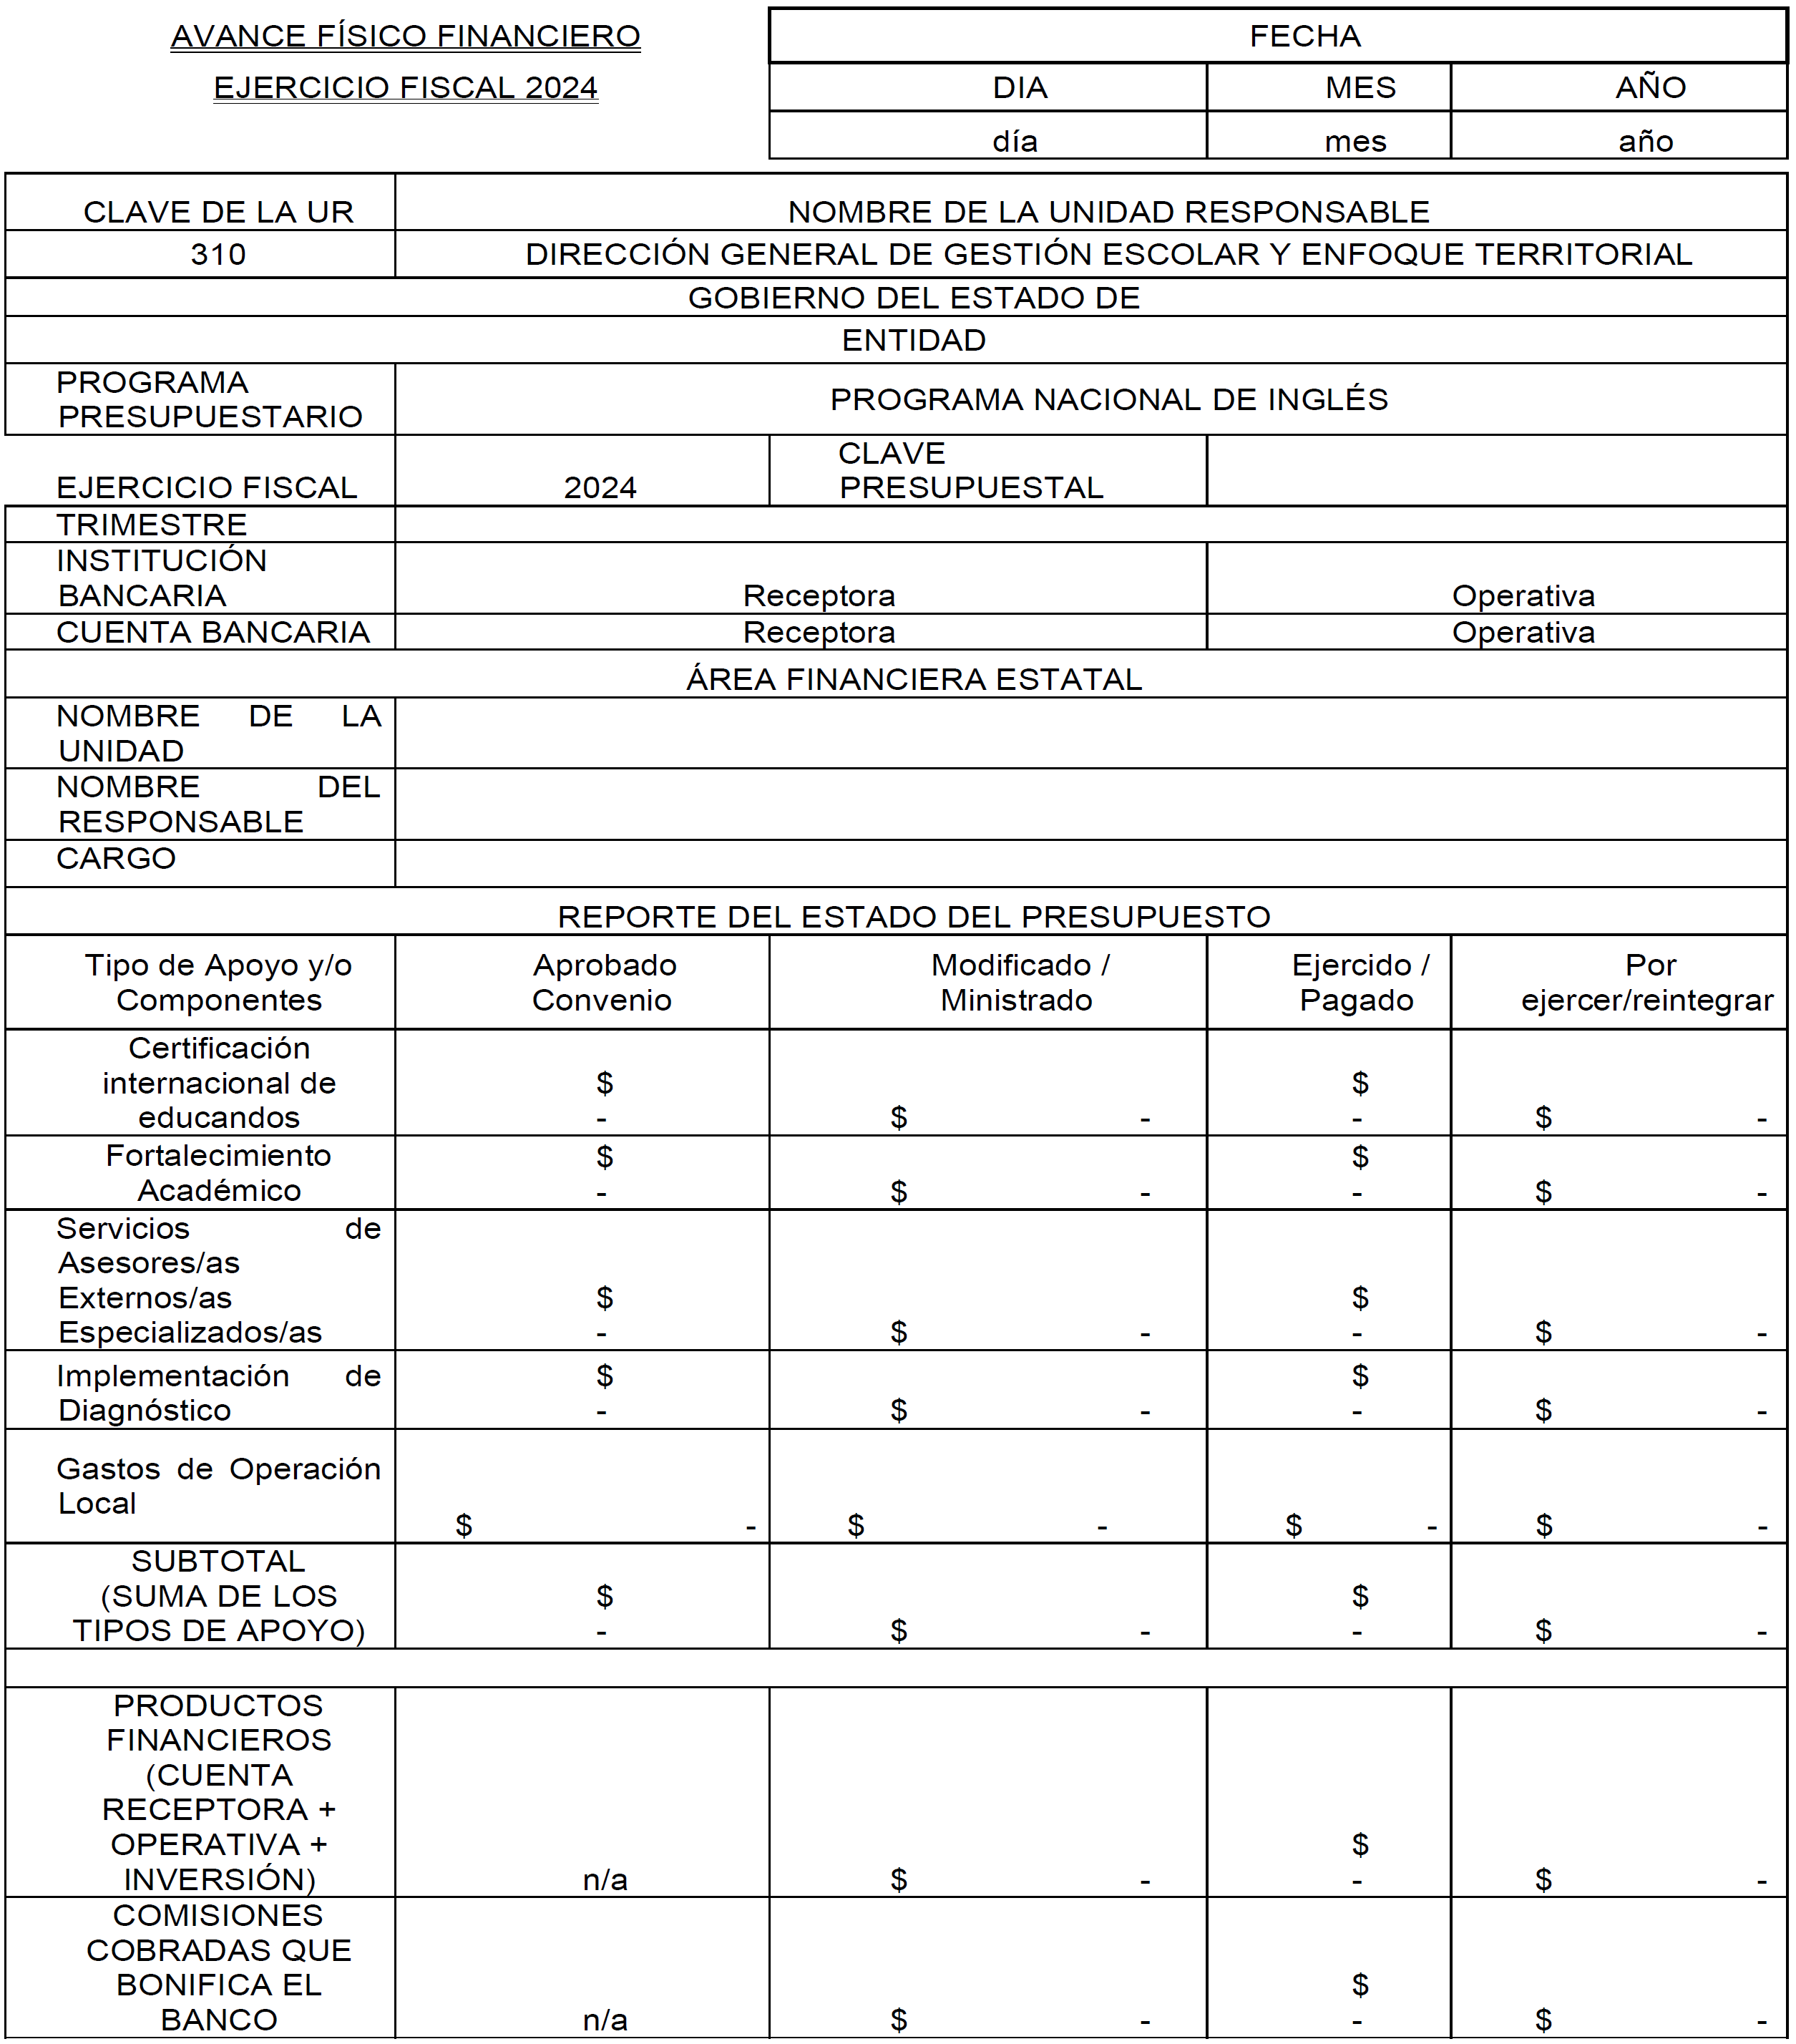 AVANCE FÍSICO FINANCIERO
EJERCICIO FISCAL 2024
FECHA
DIA MES AÑO
día mes año
CLAVE DE LA UR NOMBRE DE LA UNIDAD RESPONSABLE
310 DIRECCIÓN GENERAL DE GESTIÓN ESCOLAR Y ENFOQUE TERRITORIAL
GOBIERNO DEL ESTADO DE
ENTIDAD
PROGRAMA
PRESUPUESTARIO
PROGRAMA NACIONAL DE INGLÉS
EJERCICIO FISCAL 2024
CLAVE
PRESUPUESTAL
TRIMESTRE
INSTITUCIÓN
BANCARIA Receptora Operativa
CUENTA BANCARIA Receptora Operativa
ÁREA FINANCIERA ESTATAL
NOMBRE DE LA
UNIDAD
NOMBRE DEL
RESPONSABLE
CARGO
REPORTE DEL ESTADO DEL PRESUPUESTO
Tipo de Apoyo y/o
Componentes
Aprobado
Convenio
Modificado /
Ministrado
Ejercido /
Pagado
Por
ejercer/reintegrar
Certificación
internacional de
educandos
$
-
$ -
$
-
$ -
Fortalecimiento
Académico
$
-
$ -
$
-
$ -
Servicios de
Asesores/as
Externos/as
Especializados/as
$
-
$ -
$
-
$ -
Implementación de
Diagnóstico
$
-
$ -
$
-
$ -
Gastos de Operación
Local
$ -
$ -
$ -
$ -
SUBTOTAL
(SUMA DE LOS
TIPOS DE APOYO)
$
-
$ -
$
-
$ -
PRODUCTOS
FINANCIEROS
(CUENTA
RECEPTORA +
OPERATIVA +
INVERSIÓN)
n/a
$ -
$
-
$ -
COMISIONES
COBRADAS QUE
BONIFICA EL
BANCO
n/a
$ -
$
-
$ -